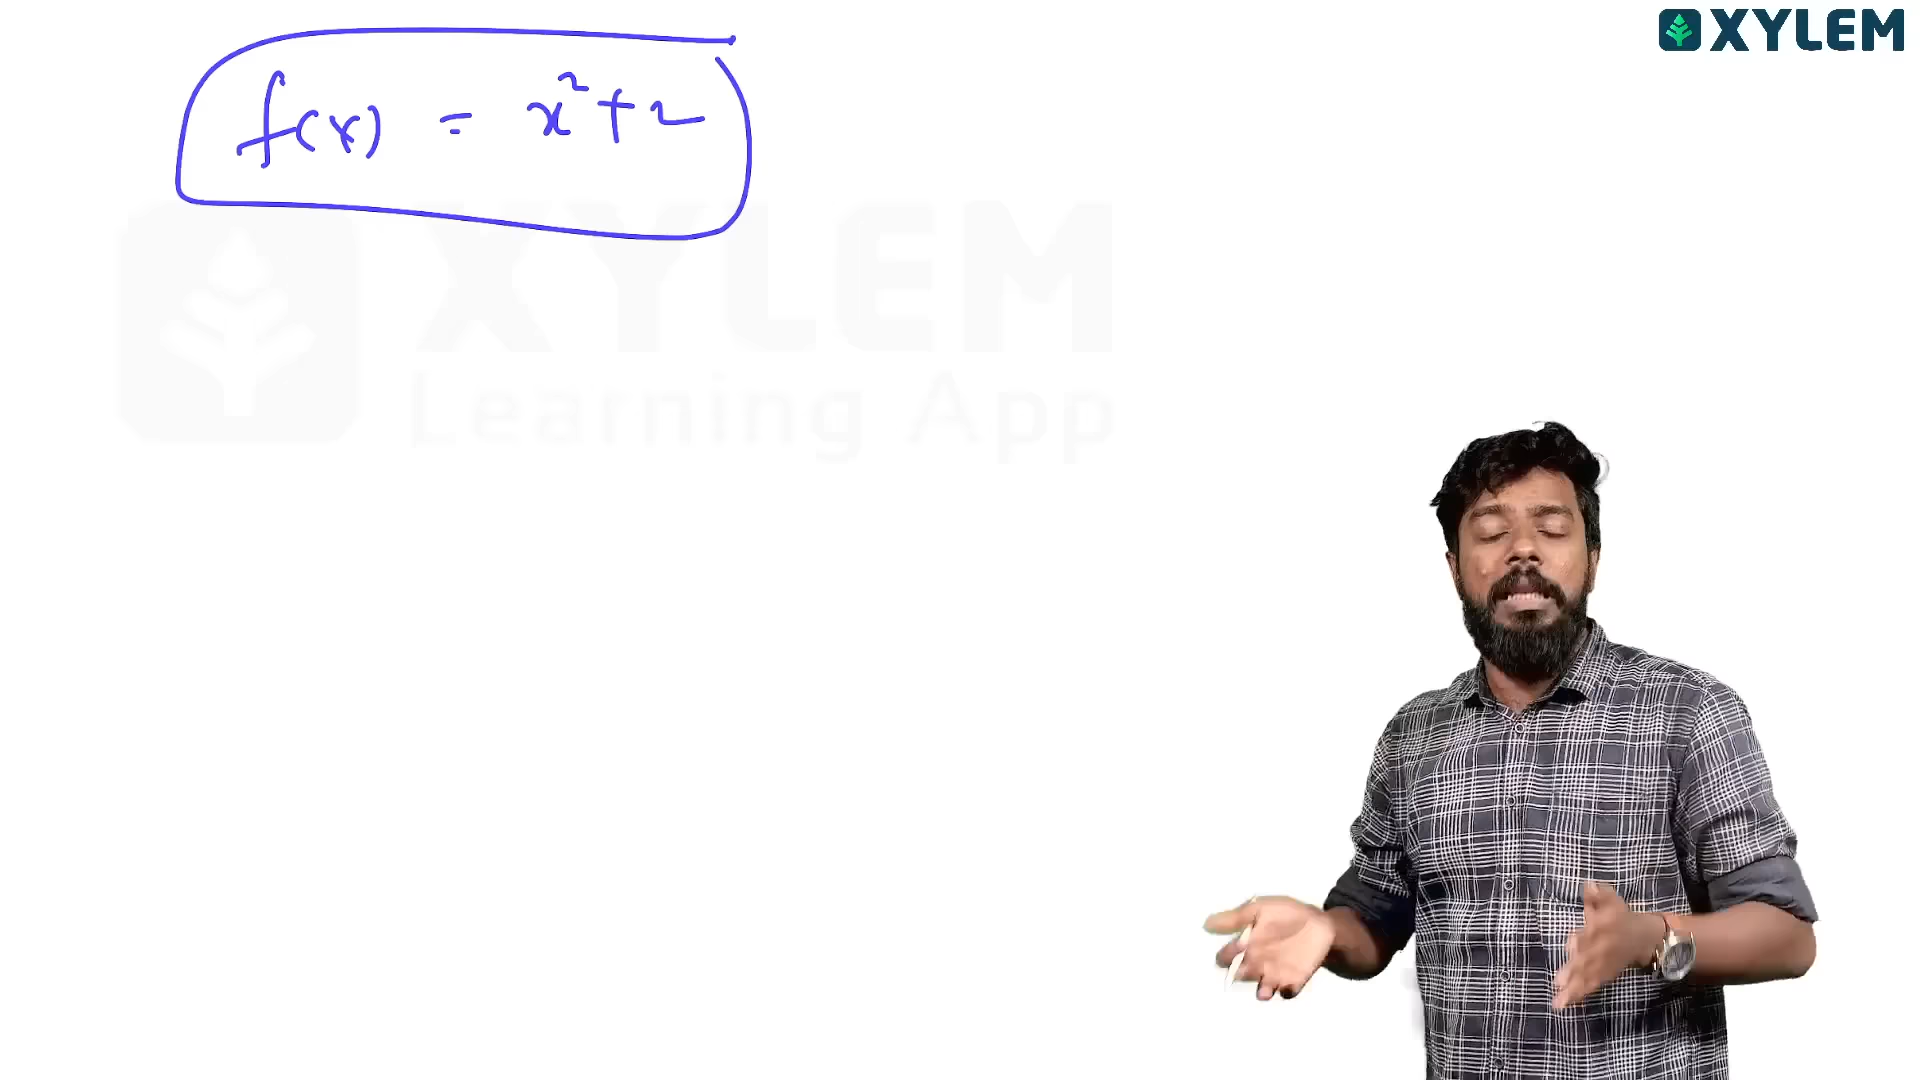 XYLEM
f(x) = x² + 2
XYLEM
Learning App